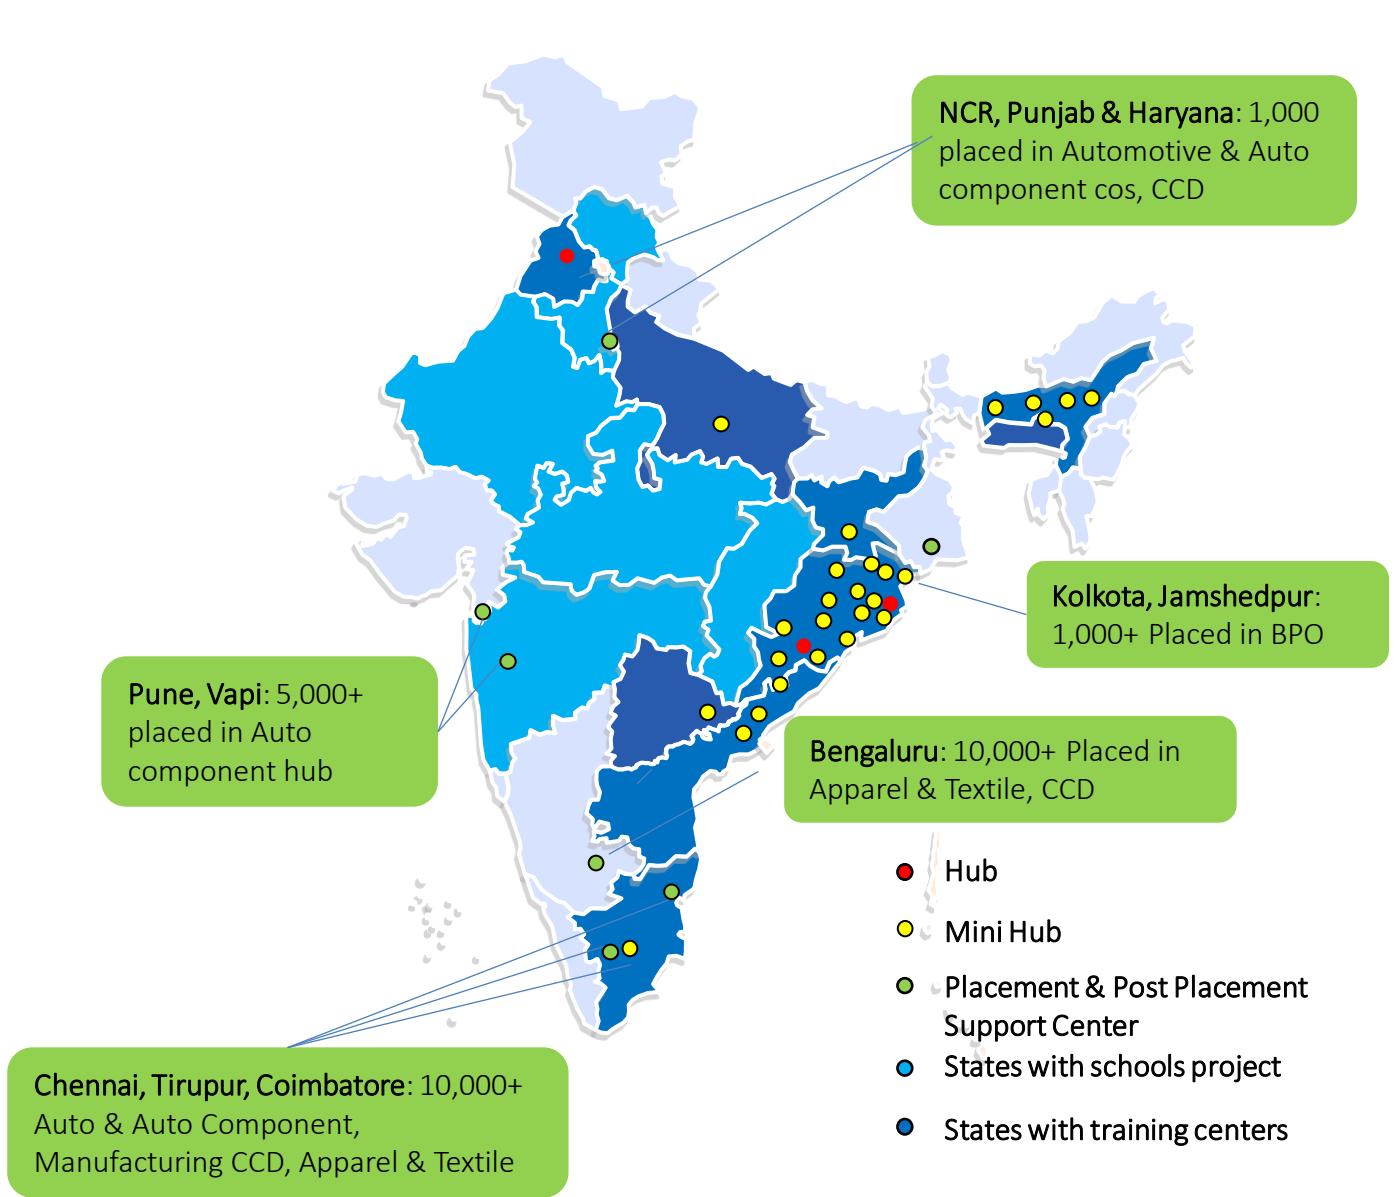 NCR, Punjab & Haryana: 1,000
placed in Automotive & Auto
component cos, CCD
Kolkota, Jamshedpur:
1,000+ Placed in BPO
Pune, Vapi: 5,000+
placed in Auto
component hub
Bengaluru: 10,000+ Placed in
Apparel & Textile, CCD
Hub
Mini Hub
Placement & Post Placement
Support Center
States with schools project
States with training centers
Chennai, Tirupur, Coimbatore: 10,000+
Auto & Auto Component,
Manufacturing CCD, Apparel & Textile